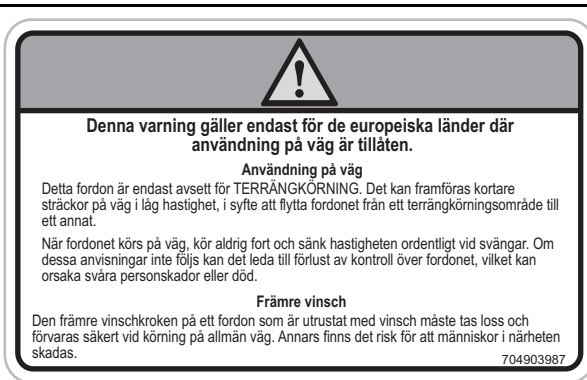 Denna varning gäller endast för de europeiska länder där
användning på väg är tillåten.
Användning på väg
Detta fordon är endast avsett för TERRÄNGKÖRNING. Det kan framföras kortare
sträckor på väg i låg hastighet, i syfte att flytta fordonet från ett terrängkörningsområde till
ett annat.
När fordonet körs på väg, kör aldrig fort och sänk hastigheten ordentligt vid svängar. Om
dessa anvisningar inte följs kan det leda till förlust av kontroll över fordonet, vilket kan
orsaka svåra personskador eller död.
Främre vinsch
Den främre vinschkroken på ett fordon som är utrustat med vinsch måste tas loss och
förvaras säkert vid körning på allmän väg. Annars finns det risk för att människor i närheten
skadas.
704903987